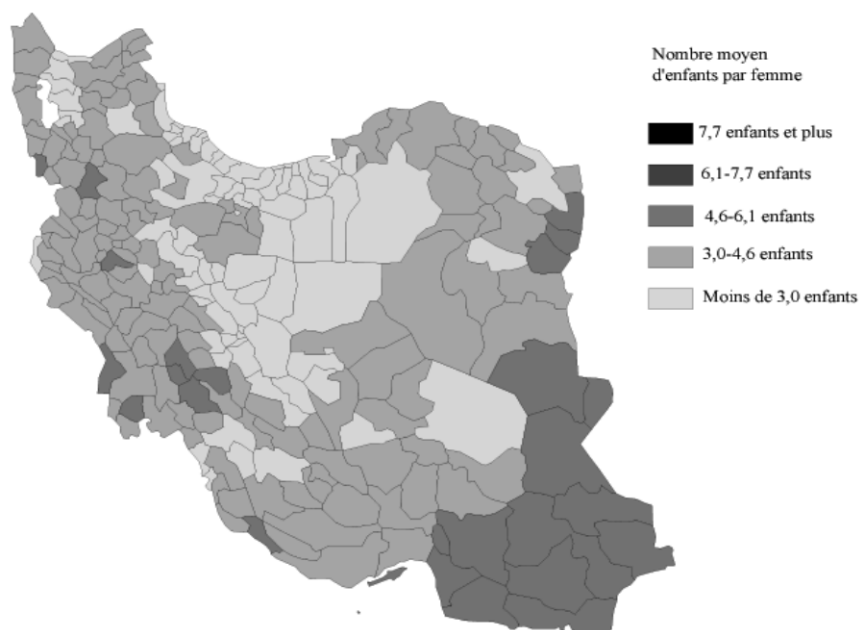 Nombre moyen
d'enfants par femme
7,7 enfants et plus
6,1-7,7 enfants
4,6-6,1 enfants
3,0-4,6 enfants
Moins de 3,0 enfants